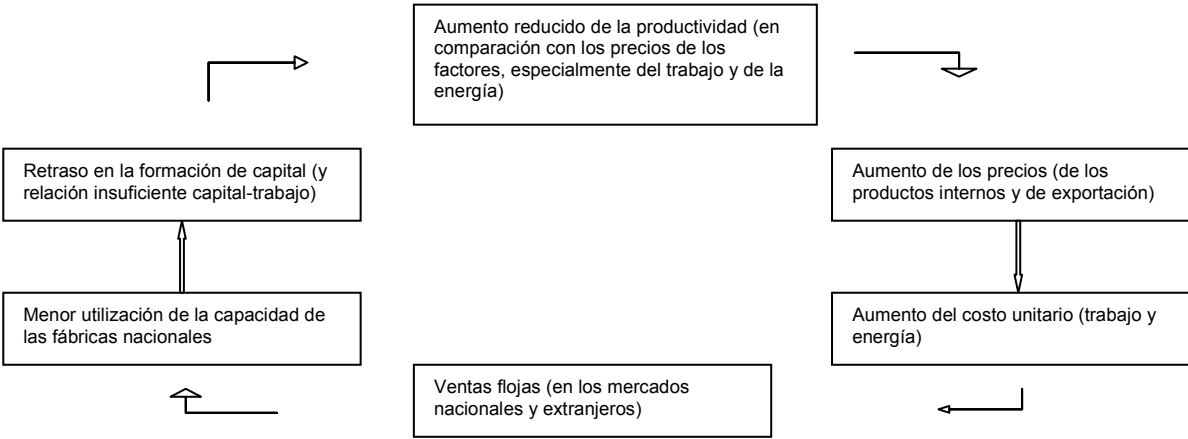 Aumento reducido de la productividad (en
comparación con los precios de los
factores, especialmente del trabajo y de la
energía)
Retraso en la formación de capital (y
relación insuficiente capital-trabajo)
Aumento de los precios (de los
productos internos y de exportación)
Menor utilización de la capacidad de
las fábricas nacionales
Aumento del costo unitario (trabajo y
energía)
Ventas flojas (en los mercados
nacionales y extranjeros)